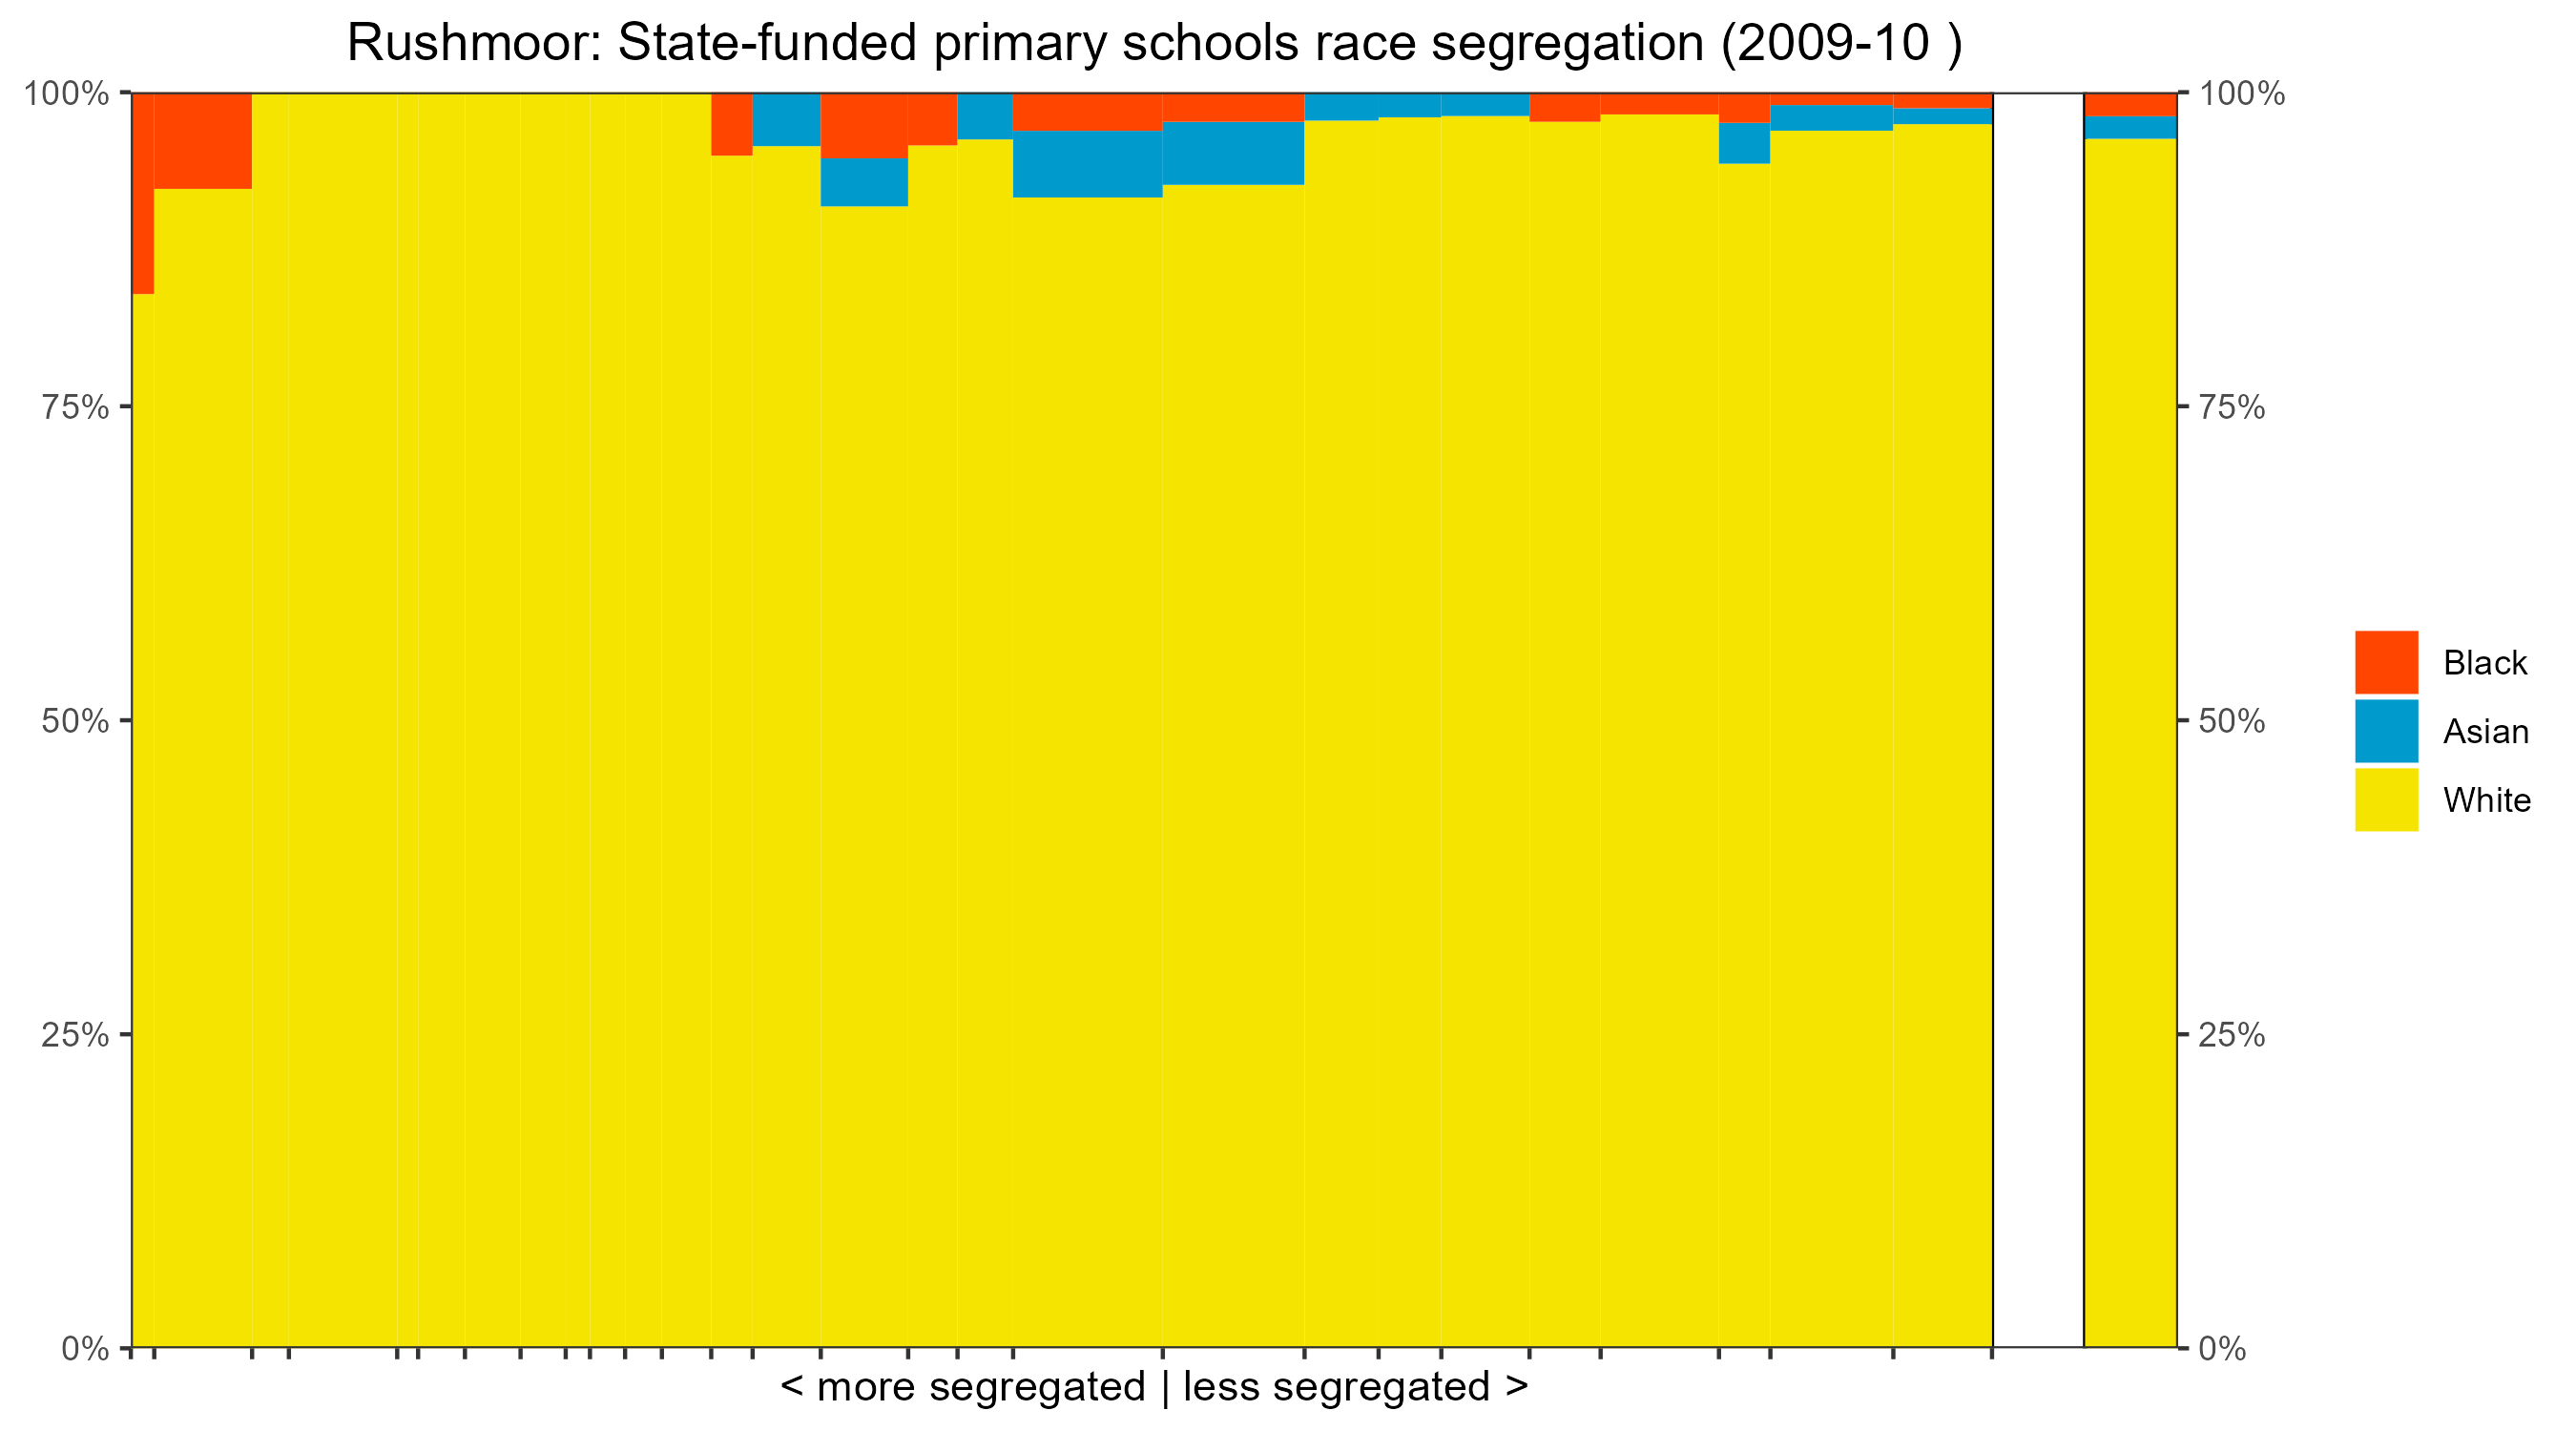 Rushmoor: State-funded primary schools race segregation (2009-10 )
100%
75%
50%
25%
0%
100%
75%
50%
25%
0%
Black
Asian
White
< more segregated | less segregated >